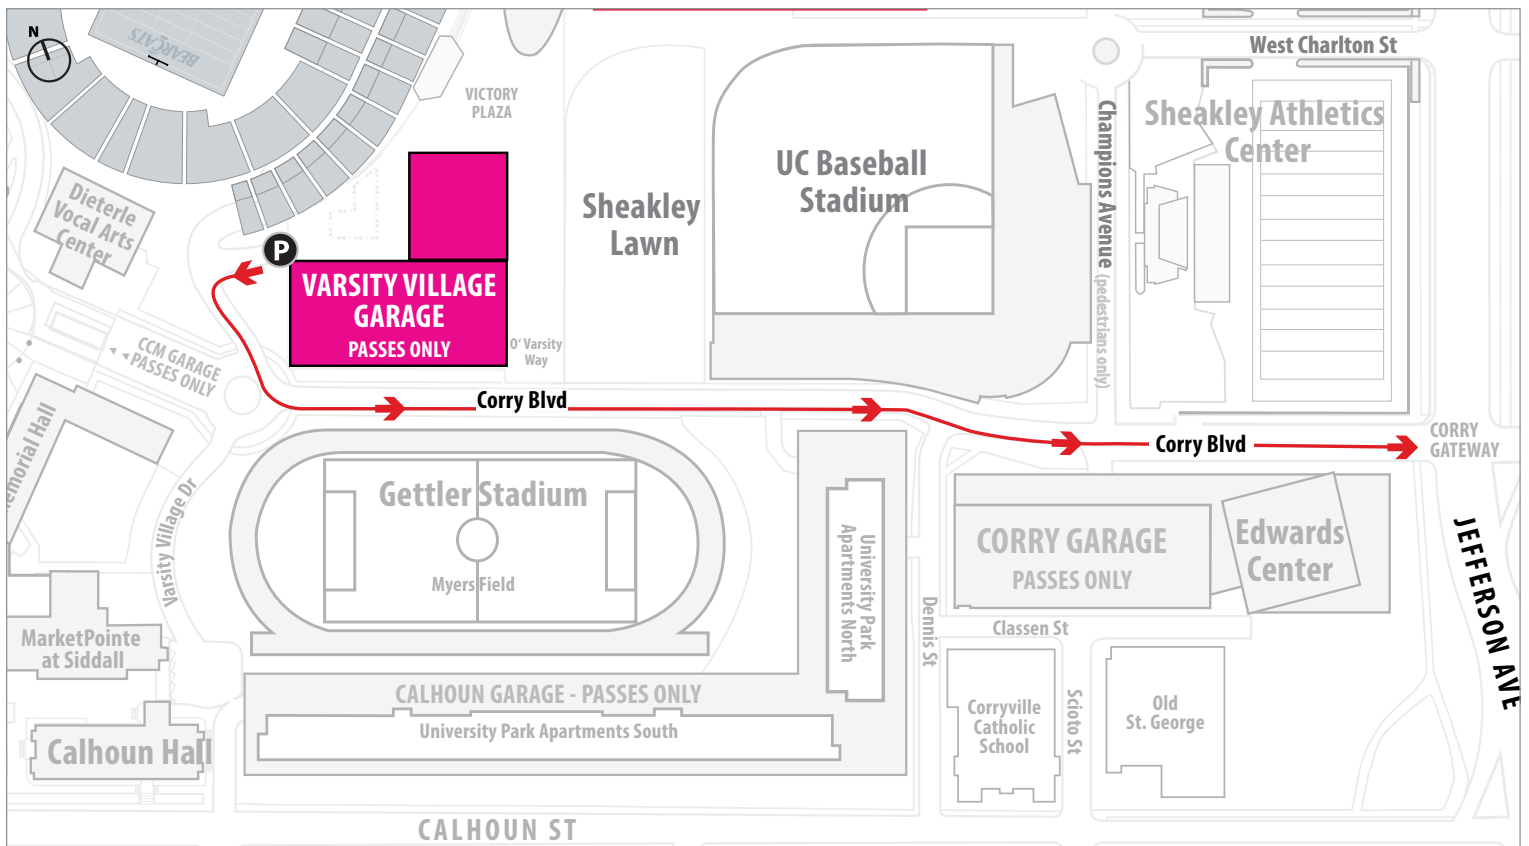 N
BEARCATS
VICTORY
PLAZA
West Charlton St
Sheakley Athletics
Center
Champions Avenue (pedestrians only)
UC Baseball
Stadium
Sheakley
Lawn
Dieterle
Vocal Arts
Center
P
VARSITY VILLAGE
GARAGE
PASSES ONLY
O' Varsity
Way
CCM GARAGE
PASSES ONLY
Corry Blvd
Corry Blvd
CORRY
GATEWAY
emorial Hall
Varsity Village Dr
Gettler Stadium
Myers Field
University Park
Apartments North
CORRY GARAGE
PASSES ONLY
Edwards
Center
JEFFERSON AVE
Dennis St
Classen St
MarketPointe
at Siddall
CALHOUN GARAGE - PASSES ONLY
University Park Apartments South
Calhoun Hall
Corryville
Catholic
School
Scioto St
Old
St. George
CALHOUN ST